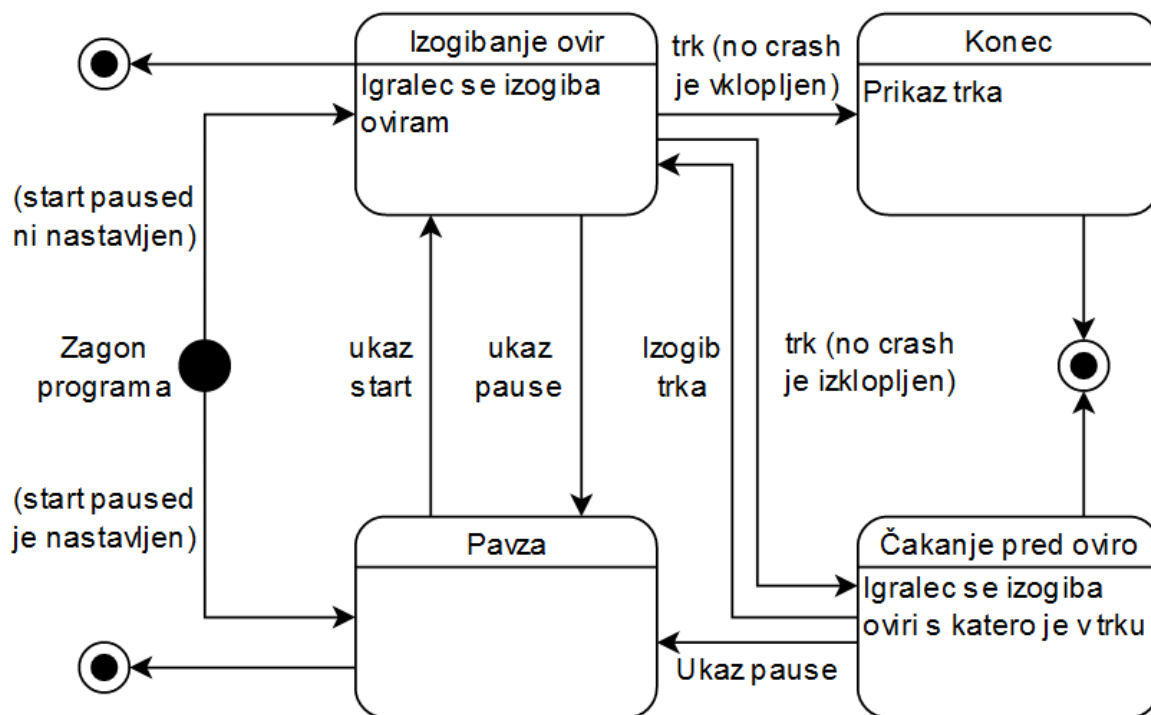 Izogibanje ovir
Igralec se izogiba
oviram
trk (no crash
je vklopljen)
Konec
Prikaz trka
(start paused
ni nastavljen)
Zagon
programa
ukaz
start
ukaz
pause
Izogib
trka
trk (no crash
je izklopljen)
(start paused
je nastavljen)
Pavza
Čakanje pred oviro
Igralec se izogiba
oviri s katero je v trku
Ukaz pause